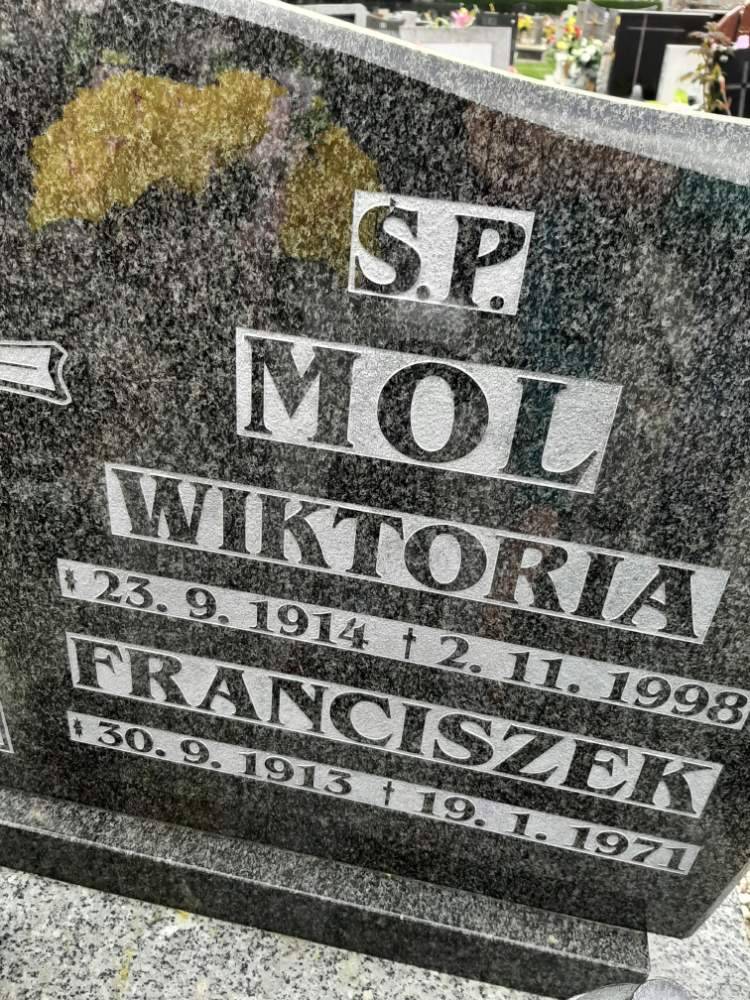 Ś.P.
MOL
WIKTORIA
* 23. 9. 1914 † 2. 11. 1998
FRANCISZEK
* 30. 9. 1913 † 19. 1. 1971